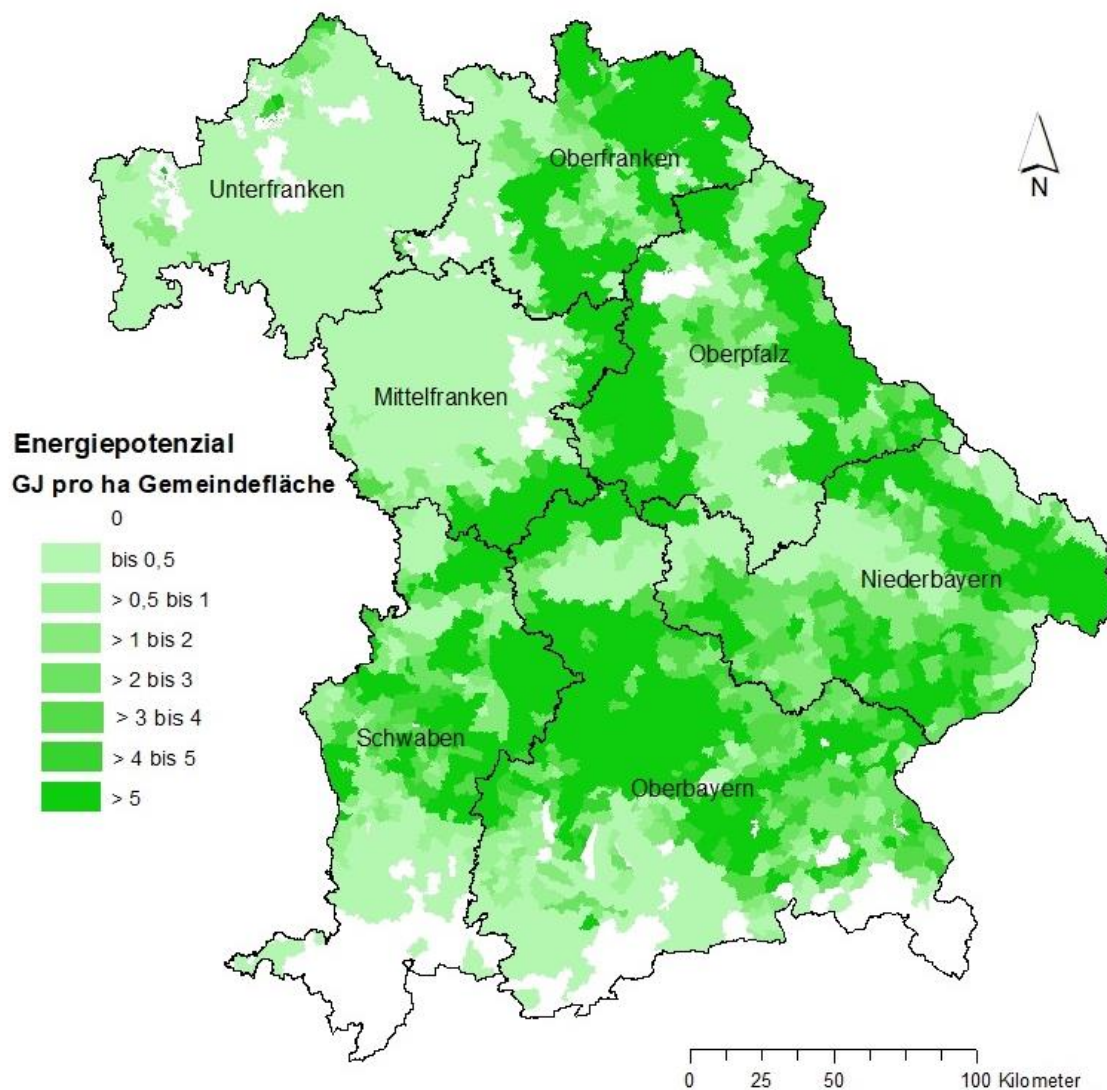 Oberfranken
Unterfranken
N
Oberpfalz
Mittelfranken
Energiepotenzial
GJ pro ha Gemeindefläche
0
bis 0,5
> 0,5 bis 1
> 1 bis 2
> 2 bis 3
> 3 bis 4
> 4 bis 5
> 5
Niederbayern
Schwaben
Oberbayern
0 25 50 100 Kilometer